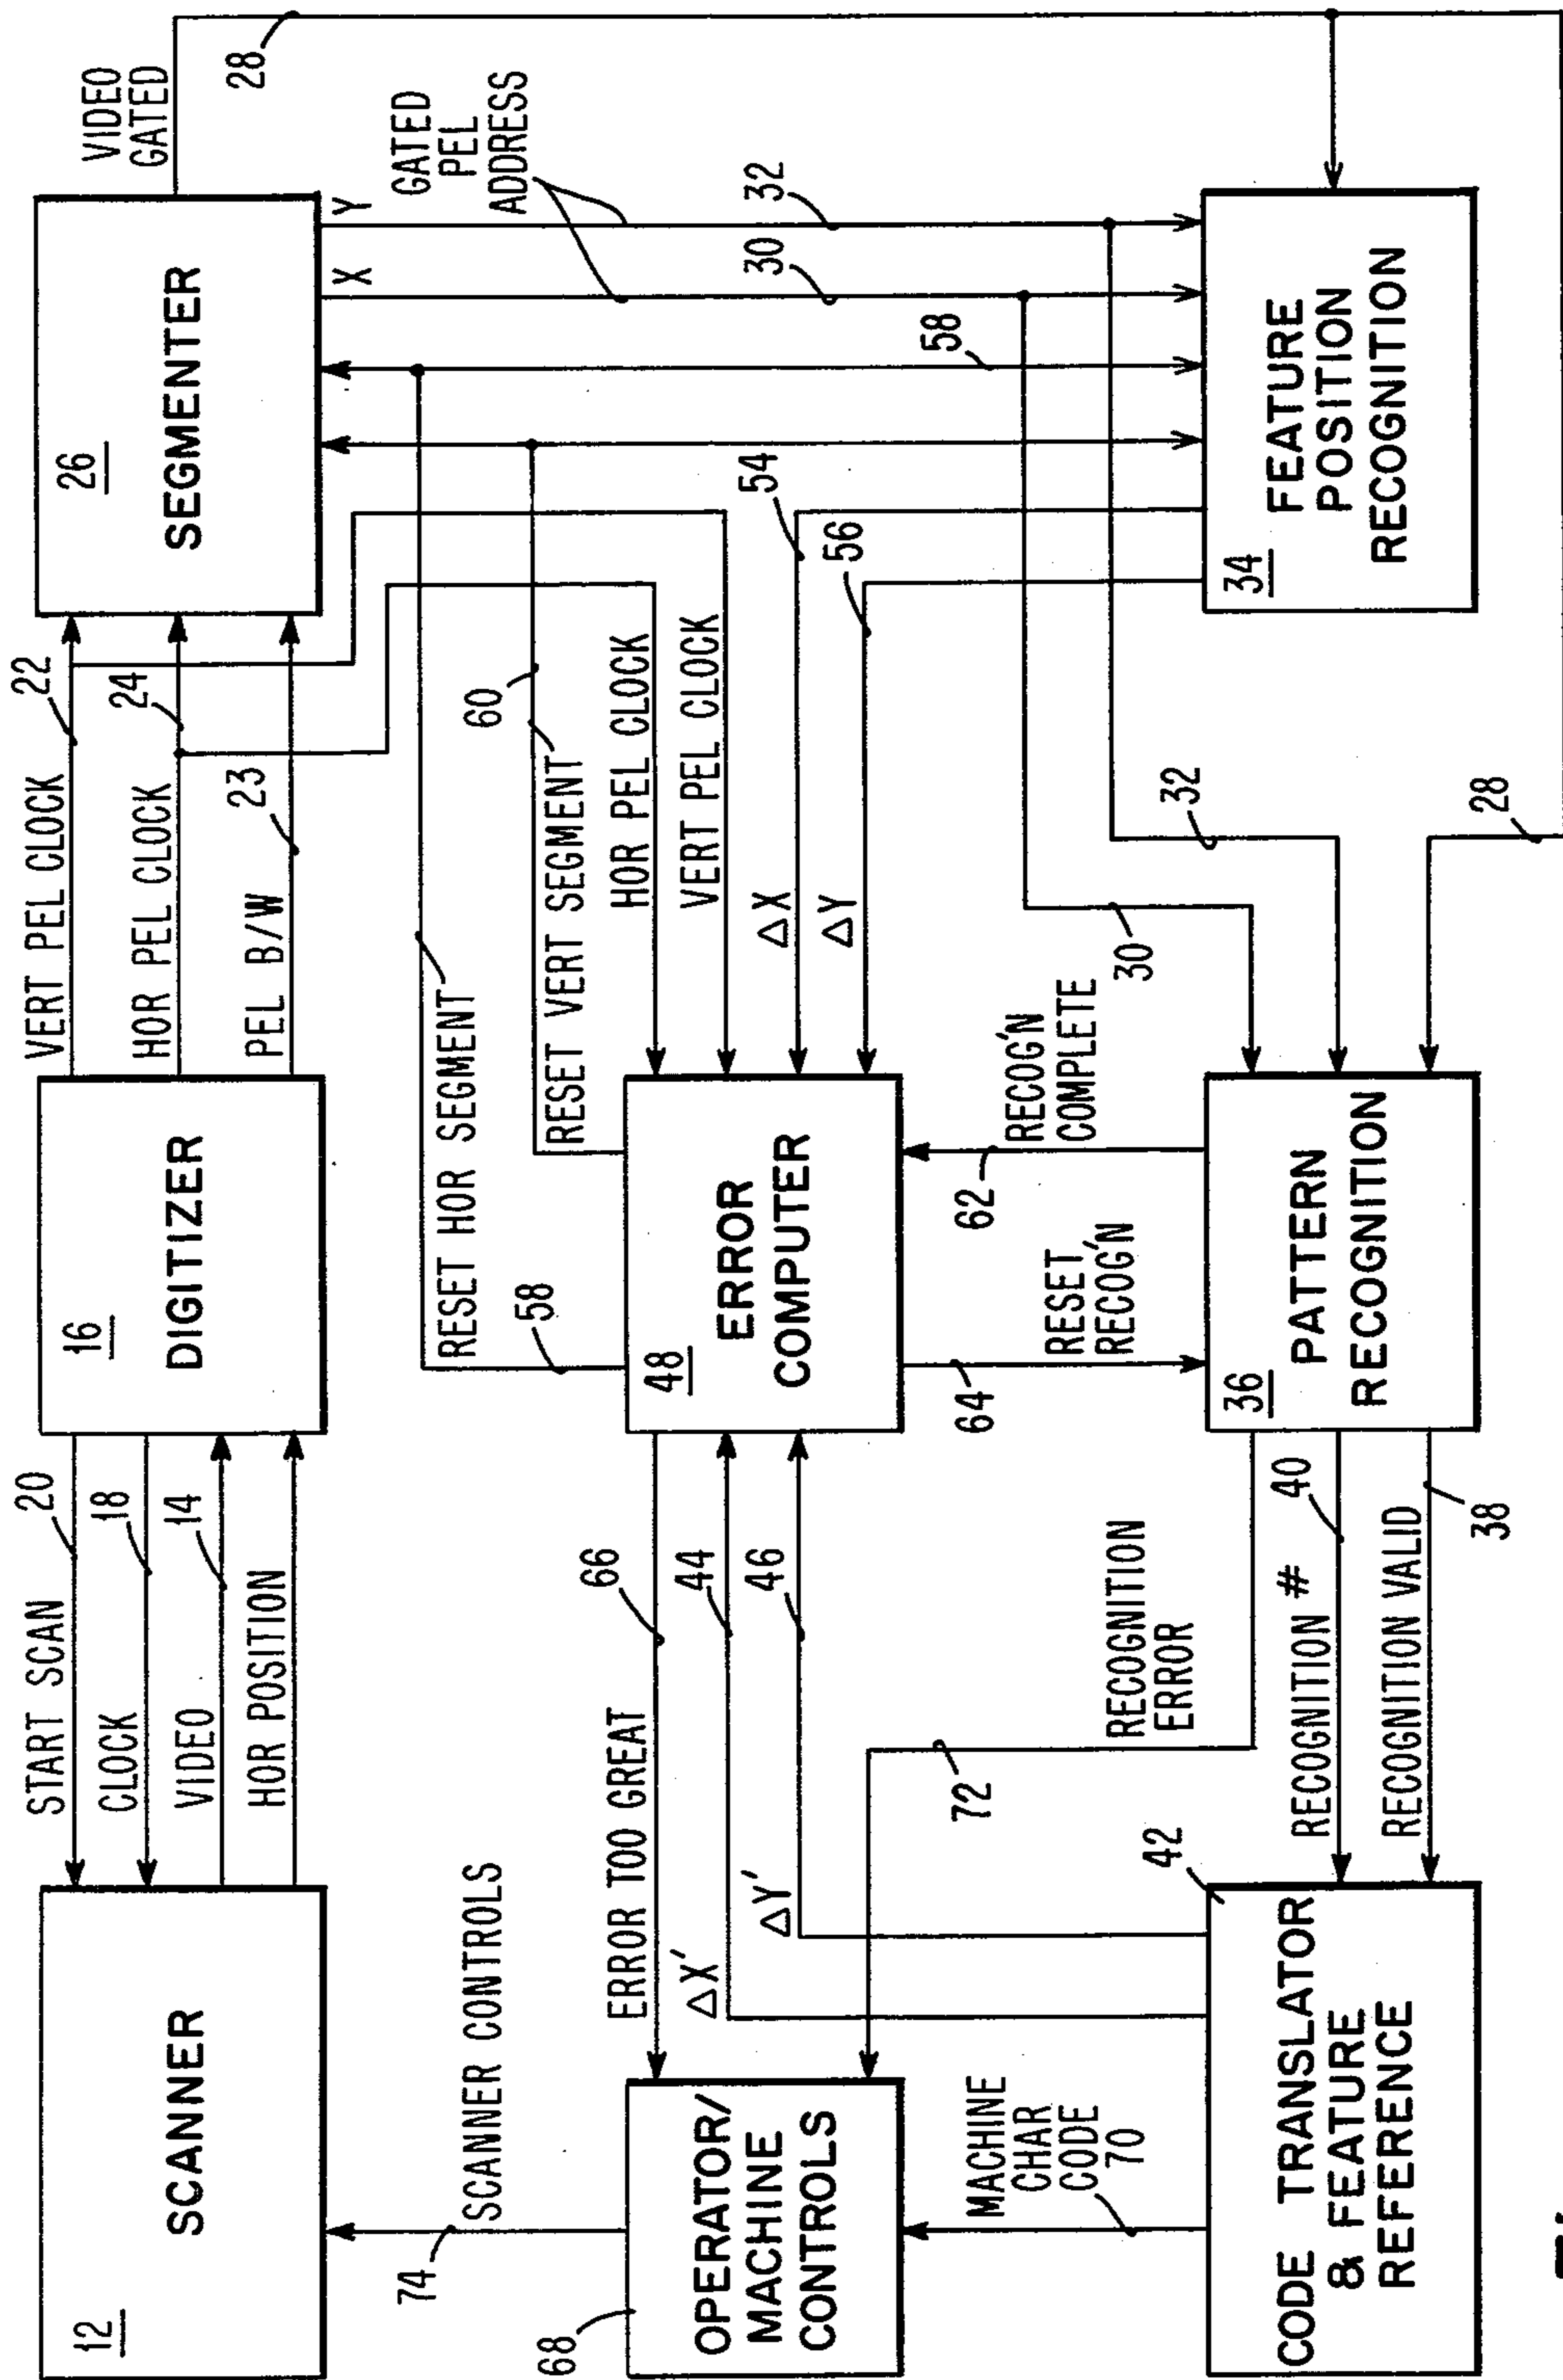 12
SCANNER
START SCAN
20
CLOCK
18
VIDEO
14
HOR POSITION
16
DIGITIZER
VERT PEL CLOCK
22
HOR PEL CLOCK
24
PEL B/W
23
26
SEGMENTER
VIDEO
GATED
28
X
Y
GATED
PEL
ADDRESS
30
32
58
74
SCANNER CONTROLS
68
OPERATOR/
MACHINE
CONTROLS
ERROR TOO GREAT
66
ΔX'
44
ΔY'
46
58
RESET HOR SEGMENT
RESET VERT SEGMENT
60
48
ERROR
COMPUTER
HOR PEL CLOCK
VERT PEL CLOCK
ΔX
54
ΔY
56
MACHINE
CHAR
CODE
70
72
RECOGNITION
ERROR
64
RESET
RECOG'N
62
RECOG'N
COMPLETE
30
32
28
42
CODE TRANSLATOR
& FEATURE
REFERENCE
RECOGNITION #
40
RECOGNITION VALID
38
36
PATTERN
RECOGNITION
34
FEATURE
POSITION
RECOGNITION